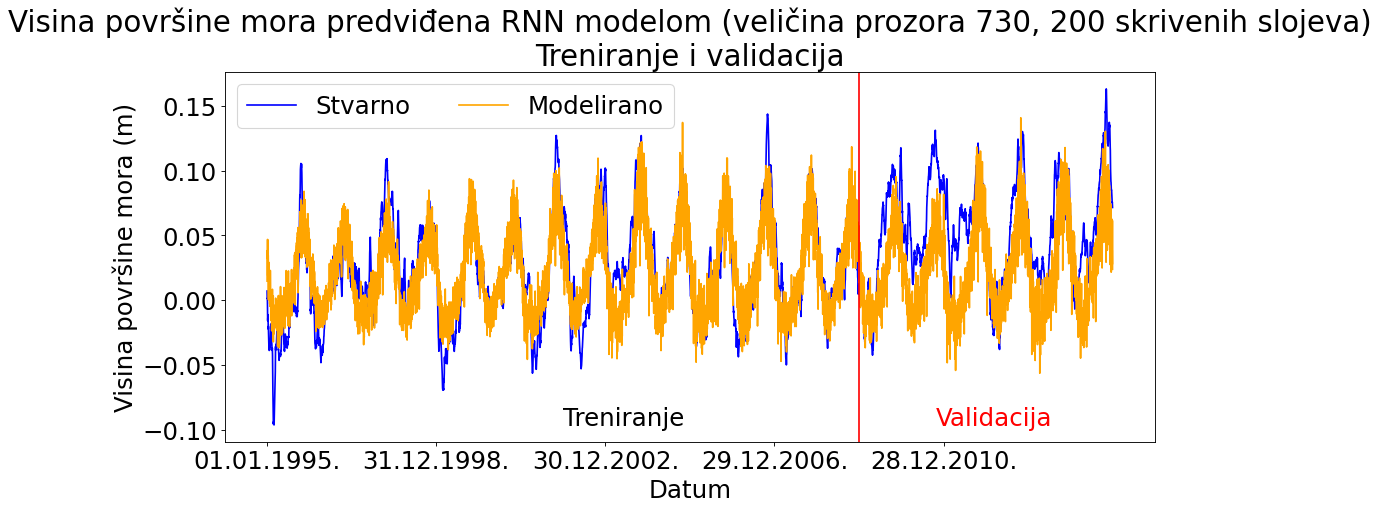 Visina površine mora predviđena RNN modelom (veličina prozora 730, 200 skrivenih slojeva)
Treniranje i validacija
Stvarno
Modelirano
Visina površine mora (m)
0.15
0.10
0.05
0.00
−0.05
−0.10
Treniranje
Validacija
01.01.1995.
31.12.1998.
30.12.2002.
29.12.2006.
28.12.2010.
Datum